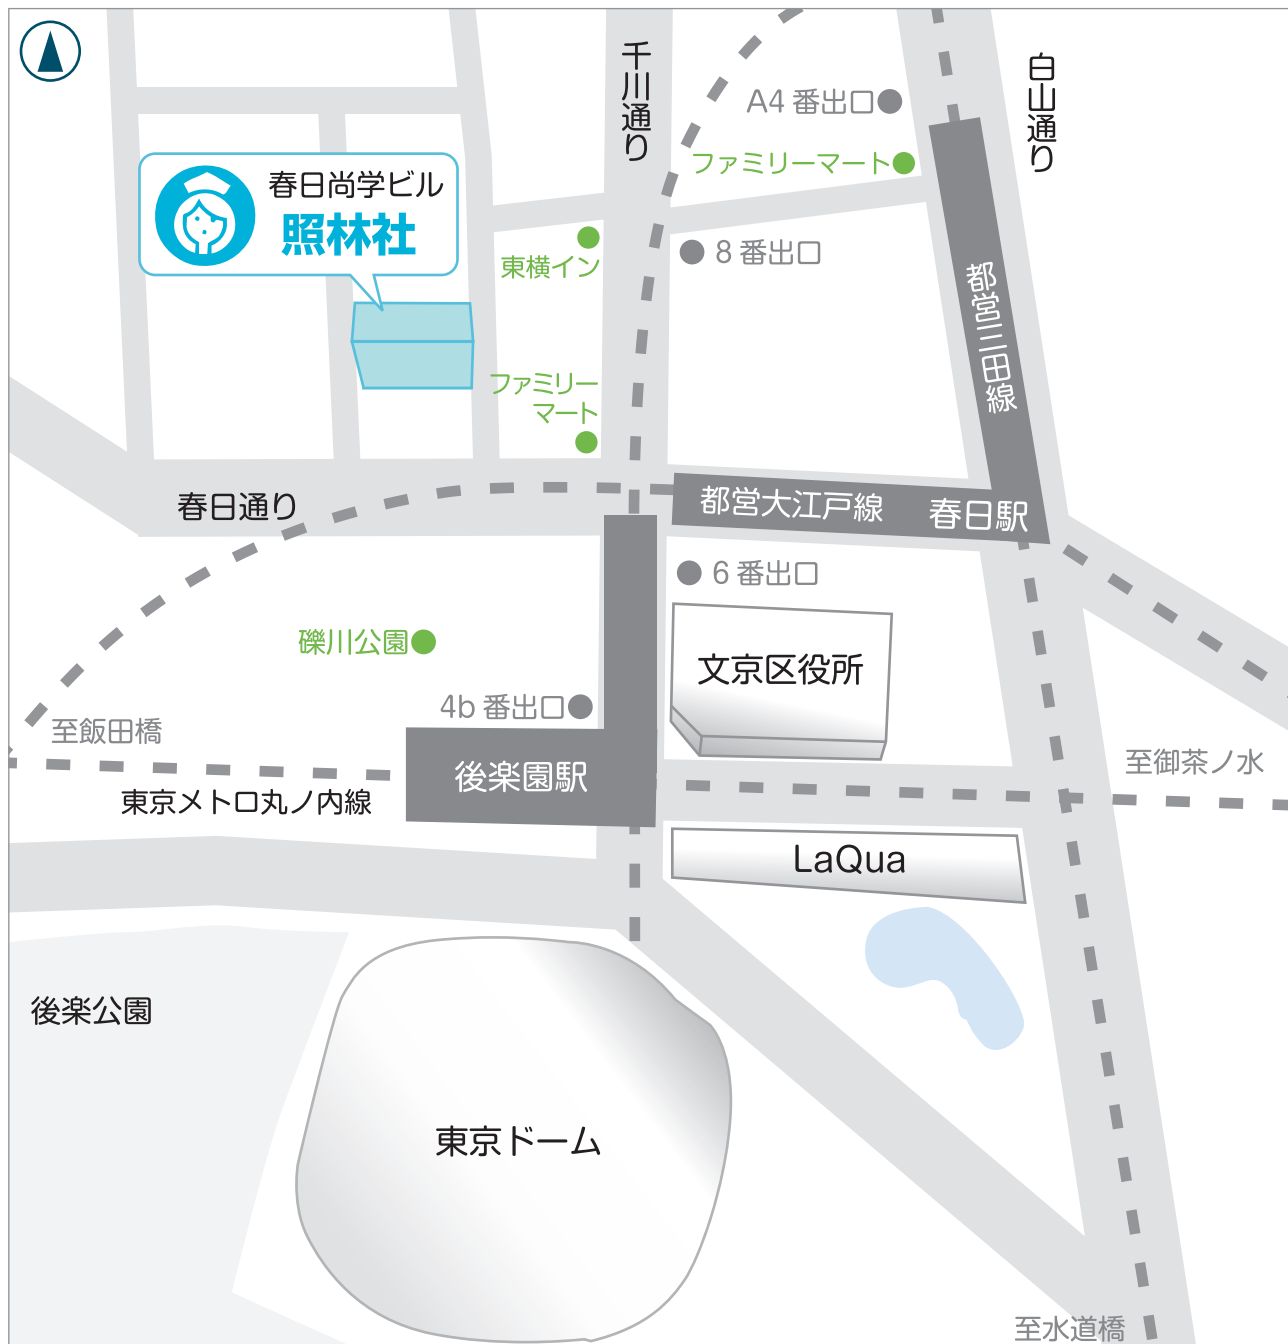 千川通り
白山通り
A4 番出口
ファミリーマート
春日尚学ビル
照林社
東横イン
8 番出口
都営三田線
ファミリー
マート
春日通り
都営大江戸線
春日駅
6 番出口
礫川公園
文京区役所
4b 番出口
至飯田橋
後楽園駅
至御茶ノ水
東京メトロ丸ノ内線
LaQua
後楽公園
東京ドーム
至水道橋